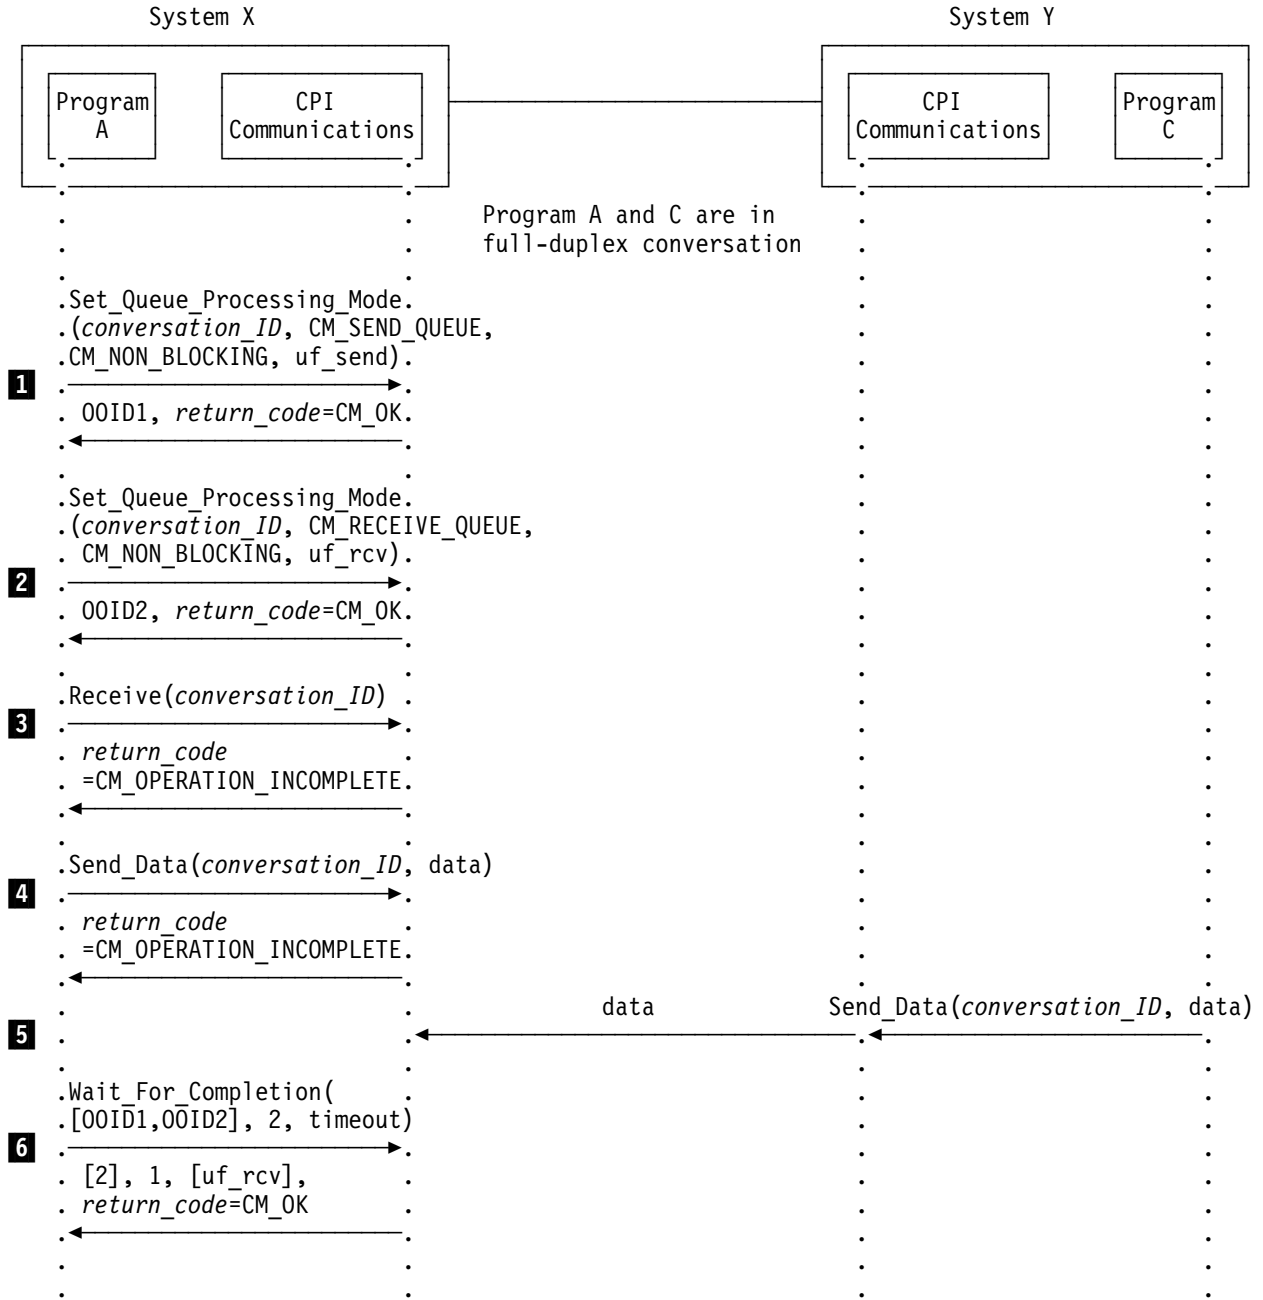 System X
System Y
Program
A
CPI
Communications
CPI
Communications
Program
C
Program A and C are in
full-duplex conversation
Set_Queue_Processing_Mode
(conversation_ID, CM_SEND_QUEUE,
CM_NON_BLOCKING, uf_send)
1
OOID1, return_code=CM_OK
Set_Queue_Processing_Mode
(conversation_ID, CM_RECEIVE_QUEUE,
CM_NON_BLOCKING, uf_rcv)
2
OOID2, return_code=CM_OK
Receive(conversation_ID)
3
return_code
=CM_OPERATION_INCOMPLETE
Send_Data(conversation_ID, data)
4
return_code
=CM_OPERATION_INCOMPLETE
data
Send_Data(conversation_ID, data)
5
Wait_For_Completion(
[OOID1,OOID2], 2, timeout)
6
[2], 1, [uf_rcv],
return_code=CM_OK